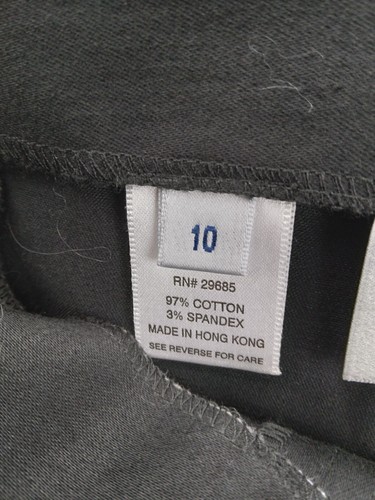 10
RN# 29685
97% COTTON
3% SPANDEX
MADE IN HONG KONG
SEE REVERSE FOR CARE